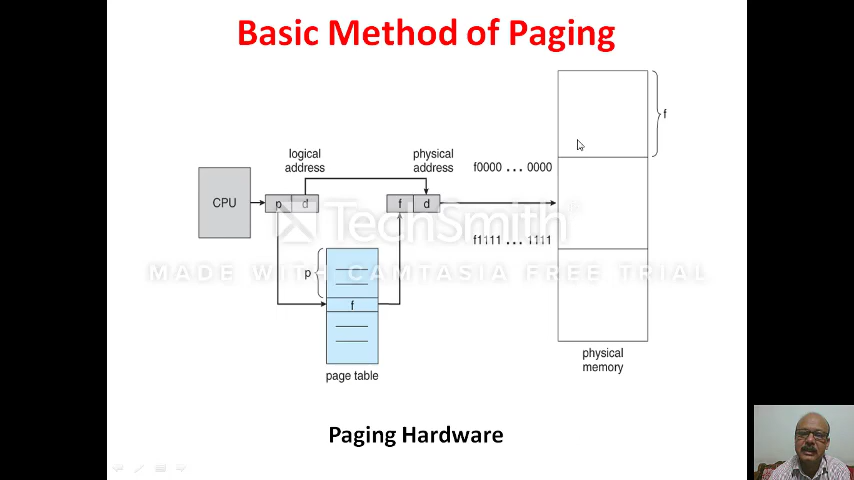 Basic Method of Paging
f
logical
address
physical
address
f0000 ... 0000
CPU
p d
f d
TechSmith
f1111 ... 1111
MADE WITH CAMTASIA FREE TRIAL
p
f
physical
memory
page table
Paging Hardware